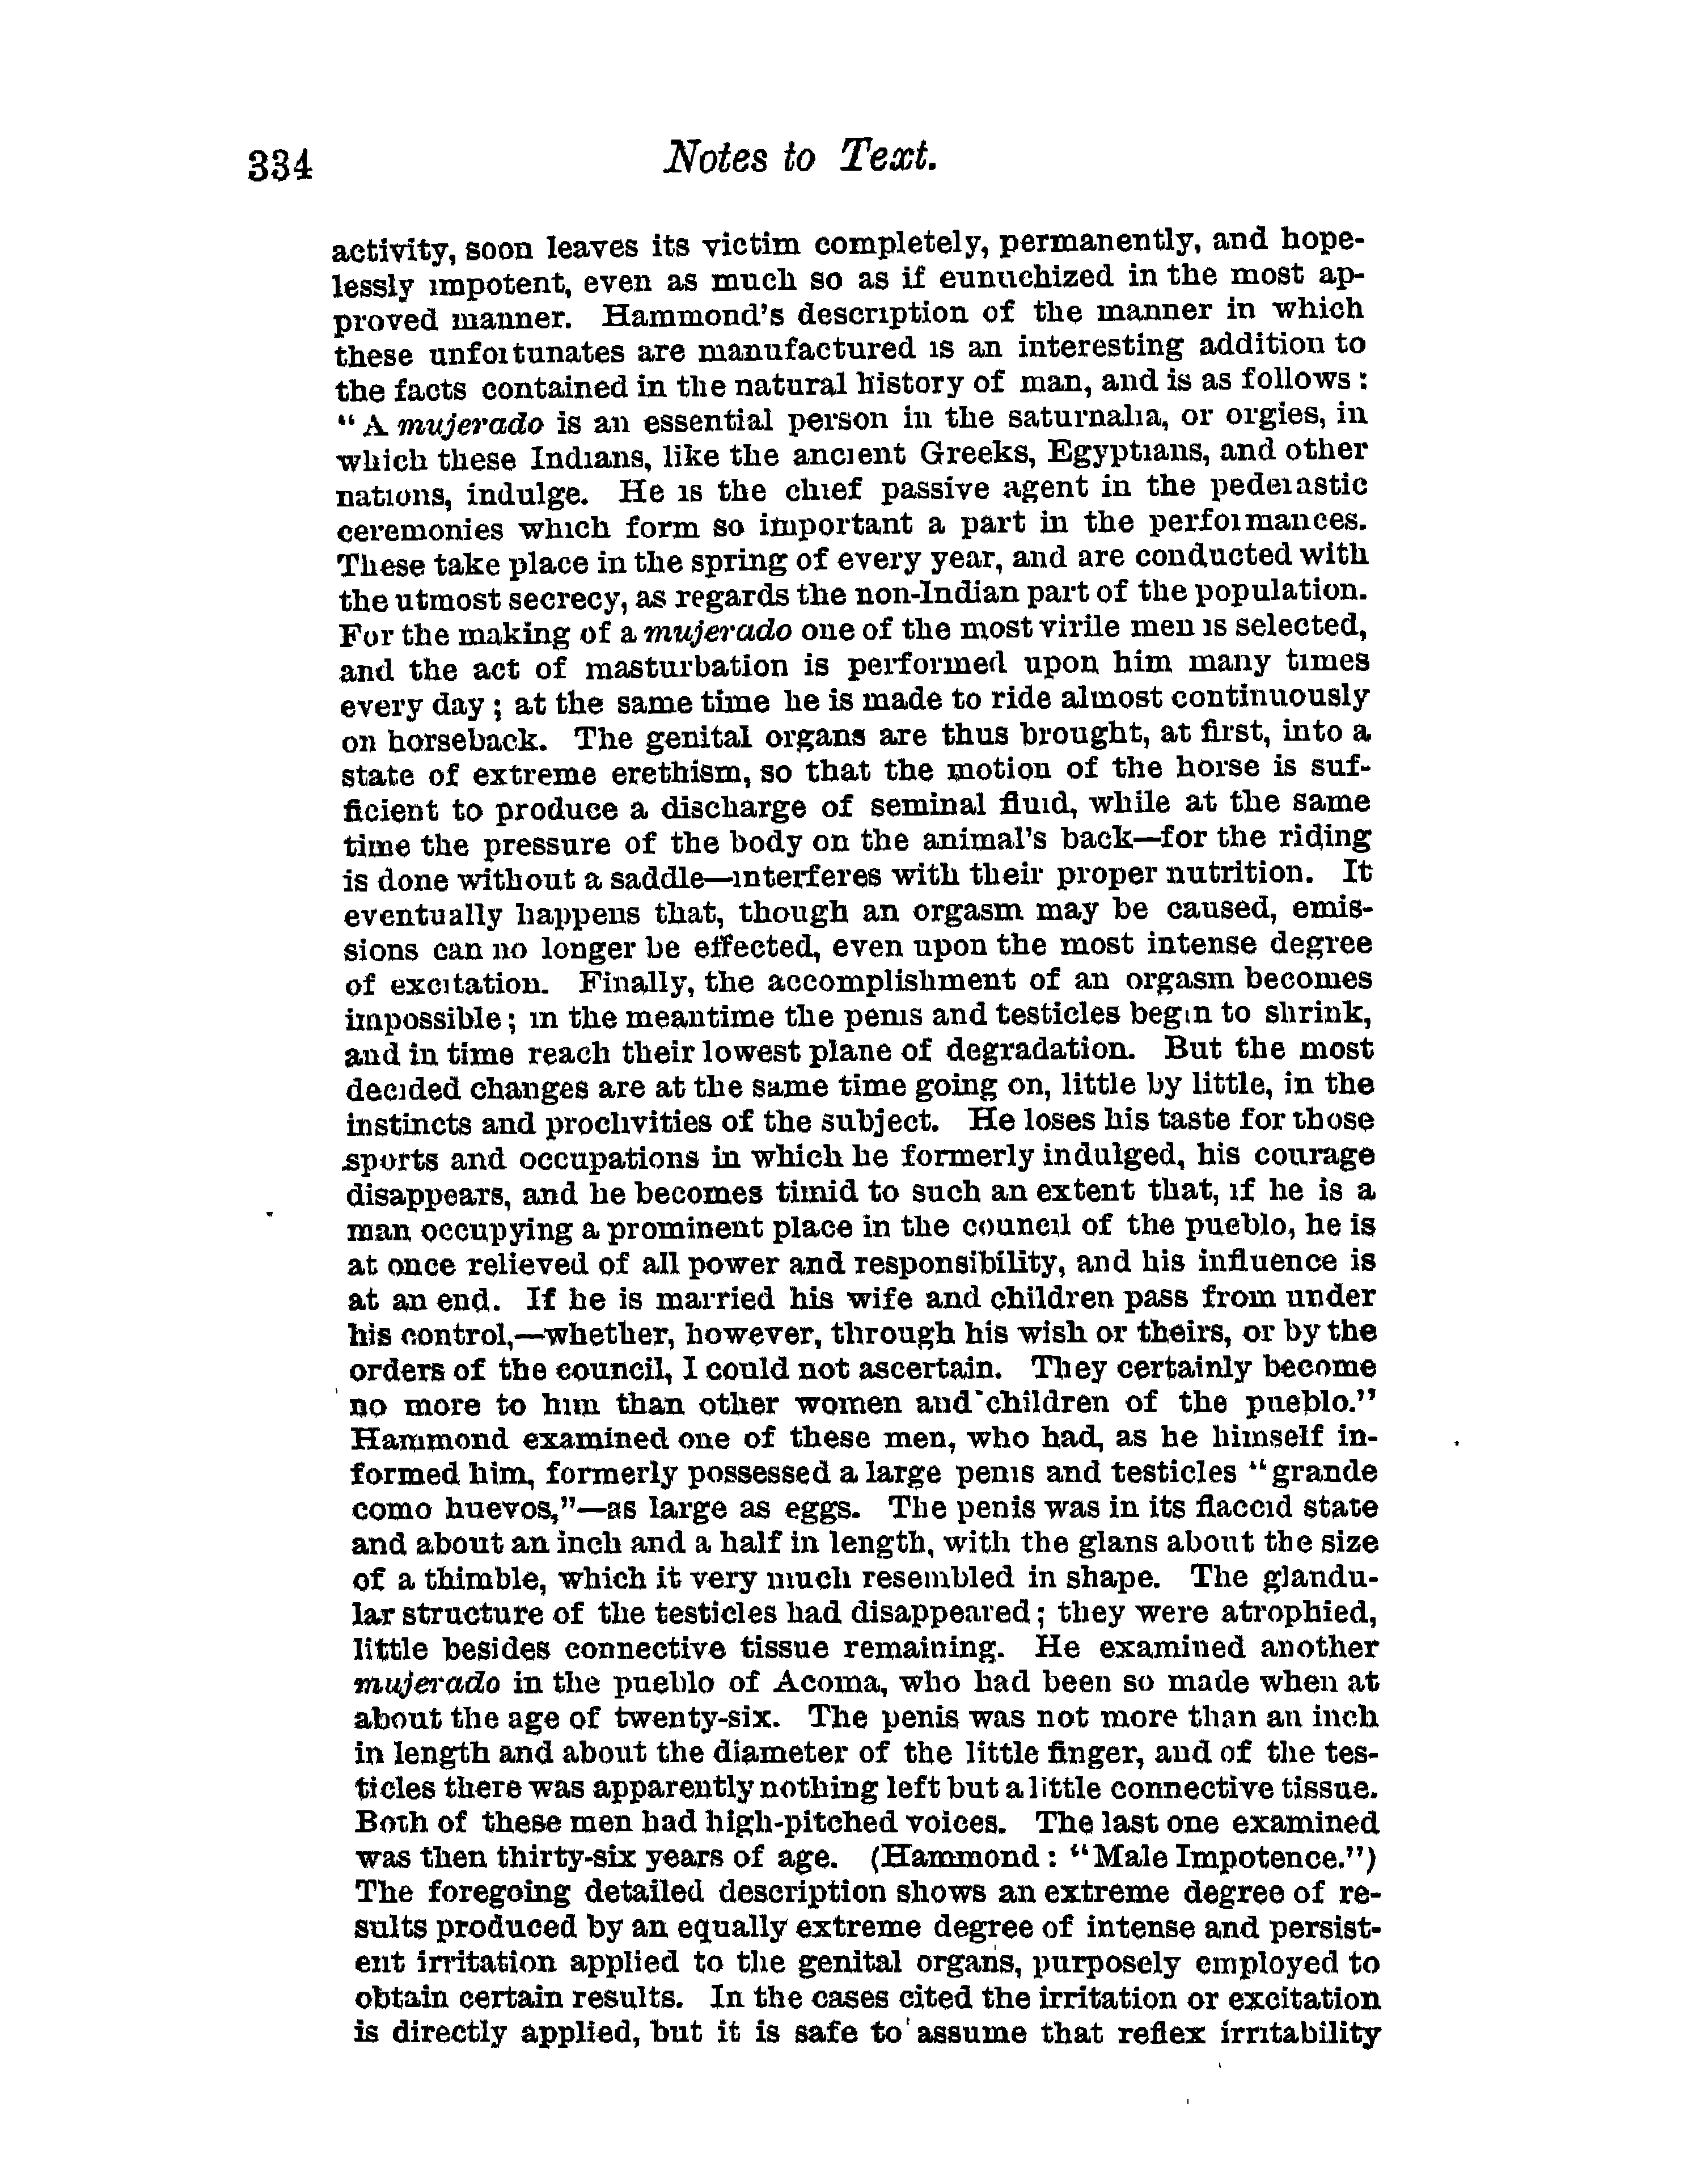 334
Notes to Text.
activity, soon leaves its victim completely, permanently, and hope-
lessly impotent, even as much so as if eunuchized in the most ap-
proved manner. Hammond's description of the manner in which
these unfortunates are manufactured is an interesting addition to
the facts contained in the natural history of man, and is as follows:
"A mujerado is an essential person in the saturnalia, or orgies, in
which these Indians, like the ancient Greeks, Egyptians, and other
nations, indulge. He is the chief passive agent in the pederastic
ceremonies which form so important a part in the performances.
These take place in the spring of every year, and are conducted with
the utmost secrecy, as regards the non-Indian part of the population.
For the making of a mujerado one of the most virile men is selected,
and the act of masturbation is performed upon him many times
every day; at the same time he is made to ride almost continuously
on horseback. The genital organs are thus brought, at first, into a
state of extreme erethism, so that the motion of the horse is suf-
ficient to produce a discharge of seminal fluid, while at the same
time the pressure of the body on the animal's back—for the riding
is done without a saddle—interferes with their proper nutrition. It
eventually happens that, though an orgasm may be caused, emis-
sions can no longer be effected, even upon the most intense degree
of excitation. Finally, the accomplishment of an orgasm becomes
impossible; in the meantime the penis and testicles begin to shrink,
and in time reach their lowest plane of degradation. But the most
decided changes are at the same time going on, little by little, in the
instincts and proclivities of the subject. He loses his taste for those
sports and occupations in which he formerly indulged, his courage
disappears, and he becomes timid to such an extent that, if he is a
man occupying a prominent place in the council of the pueblo, he is
at once relieved of all power and responsibility, and his influence is
at an end. If he is married his wife and children pass from under
his control,—whether, however, through his wish or theirs, or by the
orders of the council, I could not ascertain. They certainly become
no more to him than other women and children of the pueblo."
Hammond examined one of these men, who had, as he himself in-
formed him, formerly possessed a large penis and testicles "grande
como huevos,"—as large as eggs. The penis was in its flaccid state
and about an inch and a half in length, with the glans about the size
of a thimble, which it very much resembled in shape. The glandu-
lar structure of the testicles had disappeared; they were atrophied,
little besides connective tissue remaining. He examined another
mujerado in the pueblo of Acoma, who had been so made when at
about the age of twenty-six. The penis was not more than an inch
in length and about the diameter of the little finger, and of the tes-
ticles there was apparently nothing left but a little connective tissue.
Both of these men had high-pitched voices. The last one examined
was then thirty-six years of age. (Hammond: "Male Impotence.")
The foregoing detailed description shows an extreme degree of re-
sults produced by an equally extreme degree of intense and persist-
ent irritation applied to the genital organs, purposely employed to
obtain certain results. In the cases cited the irritation or excitation
is directly applied, but it is safe to assume that reflex irritability